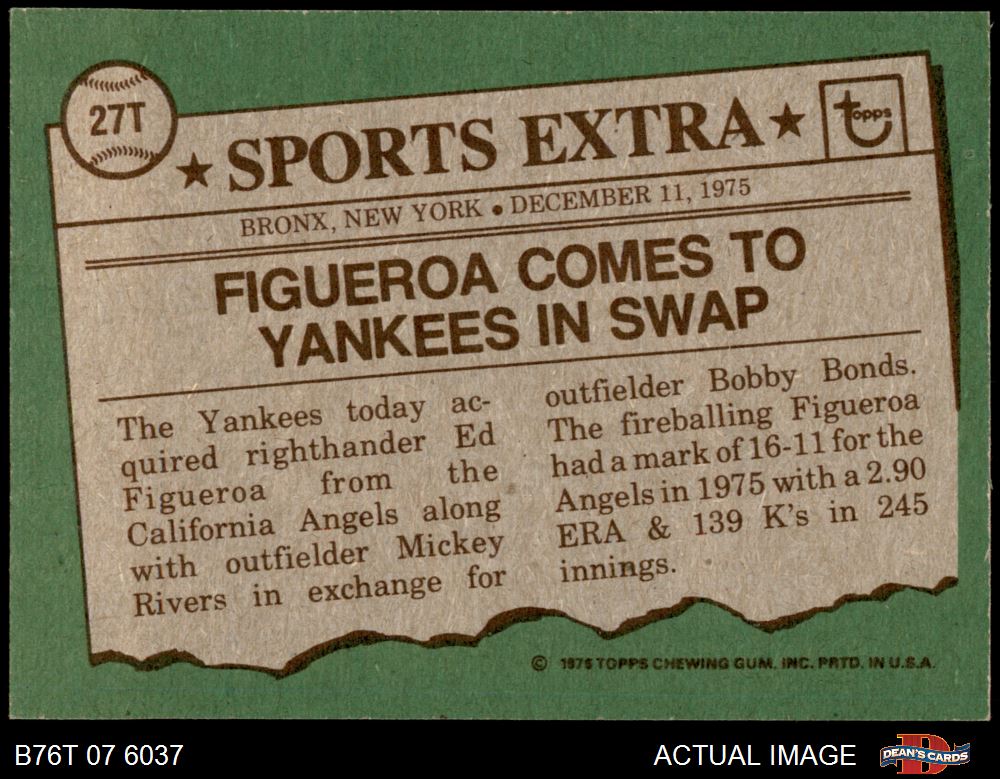 27T
SPORTS EXTRA
topps
BRONX, NEW YORK • DECEMBER 11, 1975
FIGUEROA COMES TO
YANKEES IN SWAP
The Yankees today ac-
quired righthander Ed
Figueroa from the
California Angels along
with outfielder Mickey
Rivers in exchange for
outfielder Bobby Bonds.
The fireballing Figueroa
had a mark of 16-11 for the
Angels in 1975 with a 2.90
ERA & 139 K's in 245
innings.
© 1976 TOPPS CHEWING GUM, INC. PRTD. IN U.S.A.
B76T 07 6037
ACTUAL IMAGE
DEAN'S CARDS